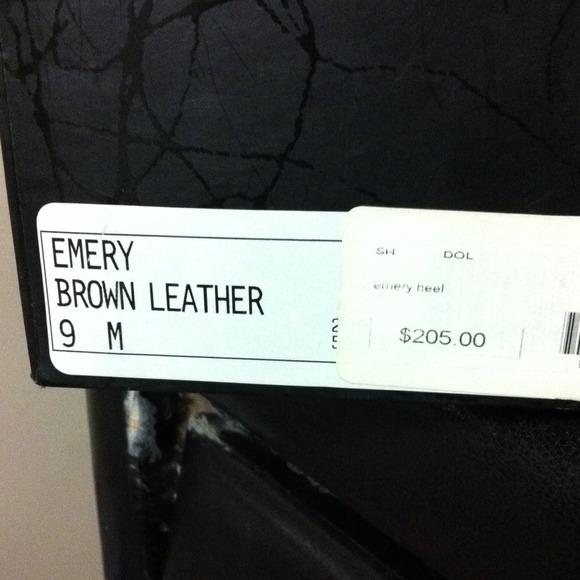 EMERY
BROWN LEATHER
9 M
SH DOL
emery heel
$205.00